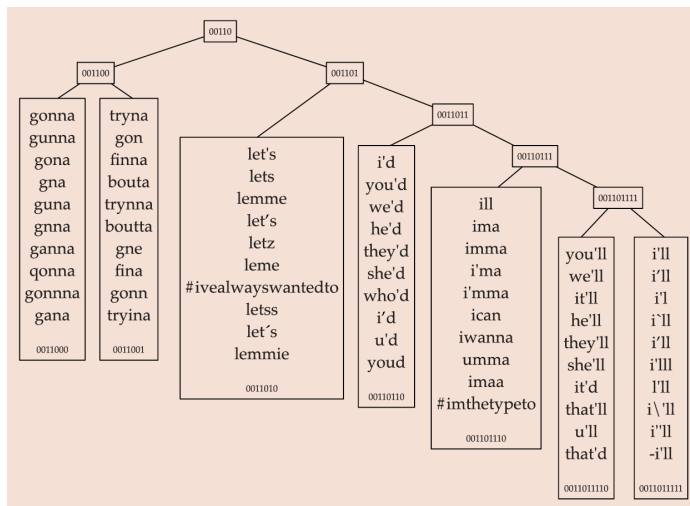 00110
001100
001101
0011011
00110111
001101111
gonna
gunna
gona
gna
guna
gnna
ganna
qonna
gonnna
gana
0011000
tryna
gon
finna
bouta
trynna
boutta
gne
fina
gonn
tryina
0011001
let's
lets
lemme
let’s
letz
leme
#ivealwayswantedto
letss
let´s
lemmie
0011010
i'd
you'd
we'd
he'd
they'd
she'd
who'd
i’d
u'd
youd
00110110
ill
ima
imma
i'ma
i'mma
ican
iwanna
umma
imaa
#imthetypeto
001101110
you'll
we'll
it'll
he'll
they'll
she'll
it'd
that'll
u'll
that'd
0011011110
i'll
i’ll
i'l
i`ll
i’ll
i'lll
l'll
i\'ll
i''ll
-i'll
0011011111